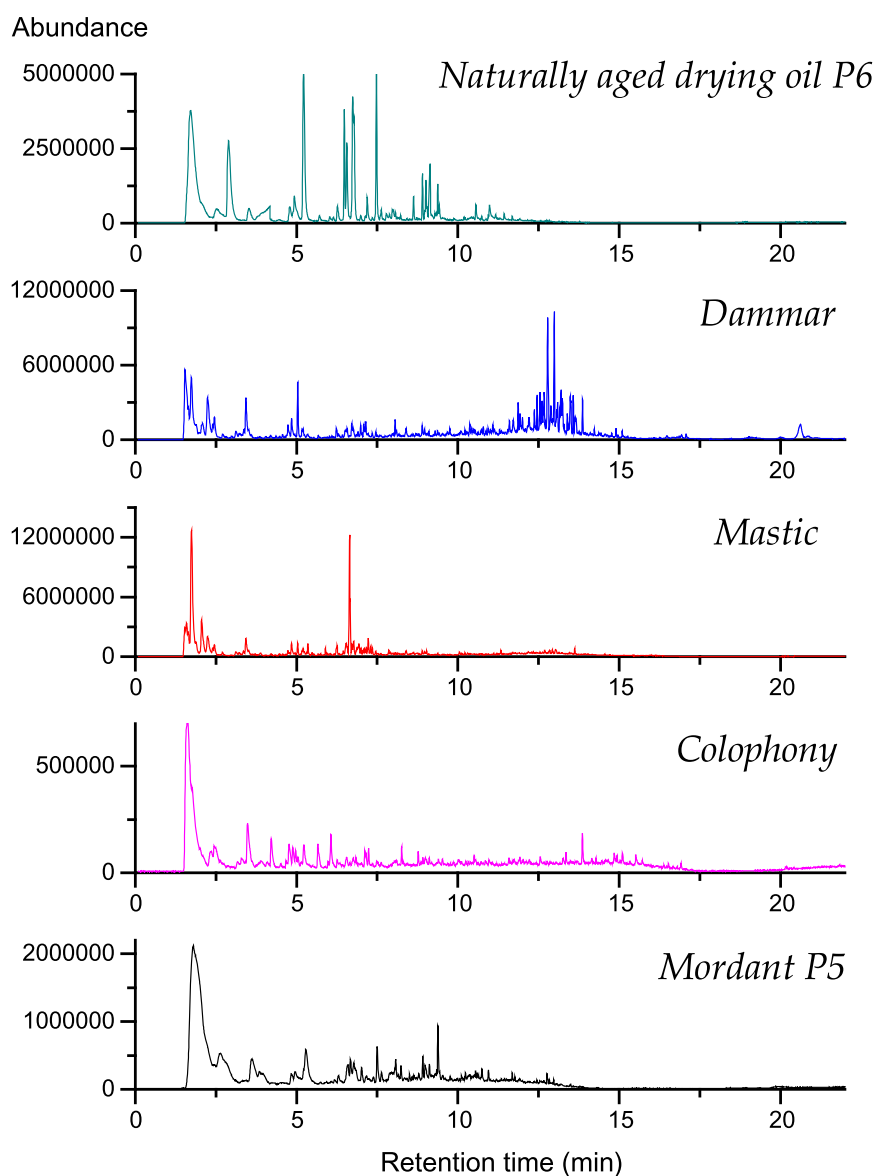 Abundance
Naturally aged drying oil P6
5000000
2500000
0
0 5 10 15 20
Dammar
12000000
6000000
0
0 5 10 15 20
Mastic
12000000
6000000
0
0 5 10 15 20
Colophony
500000
0
0 5 10 15 20
Mordant P5
2000000
1000000
0
0 5 10 15 20
Retention time (min)